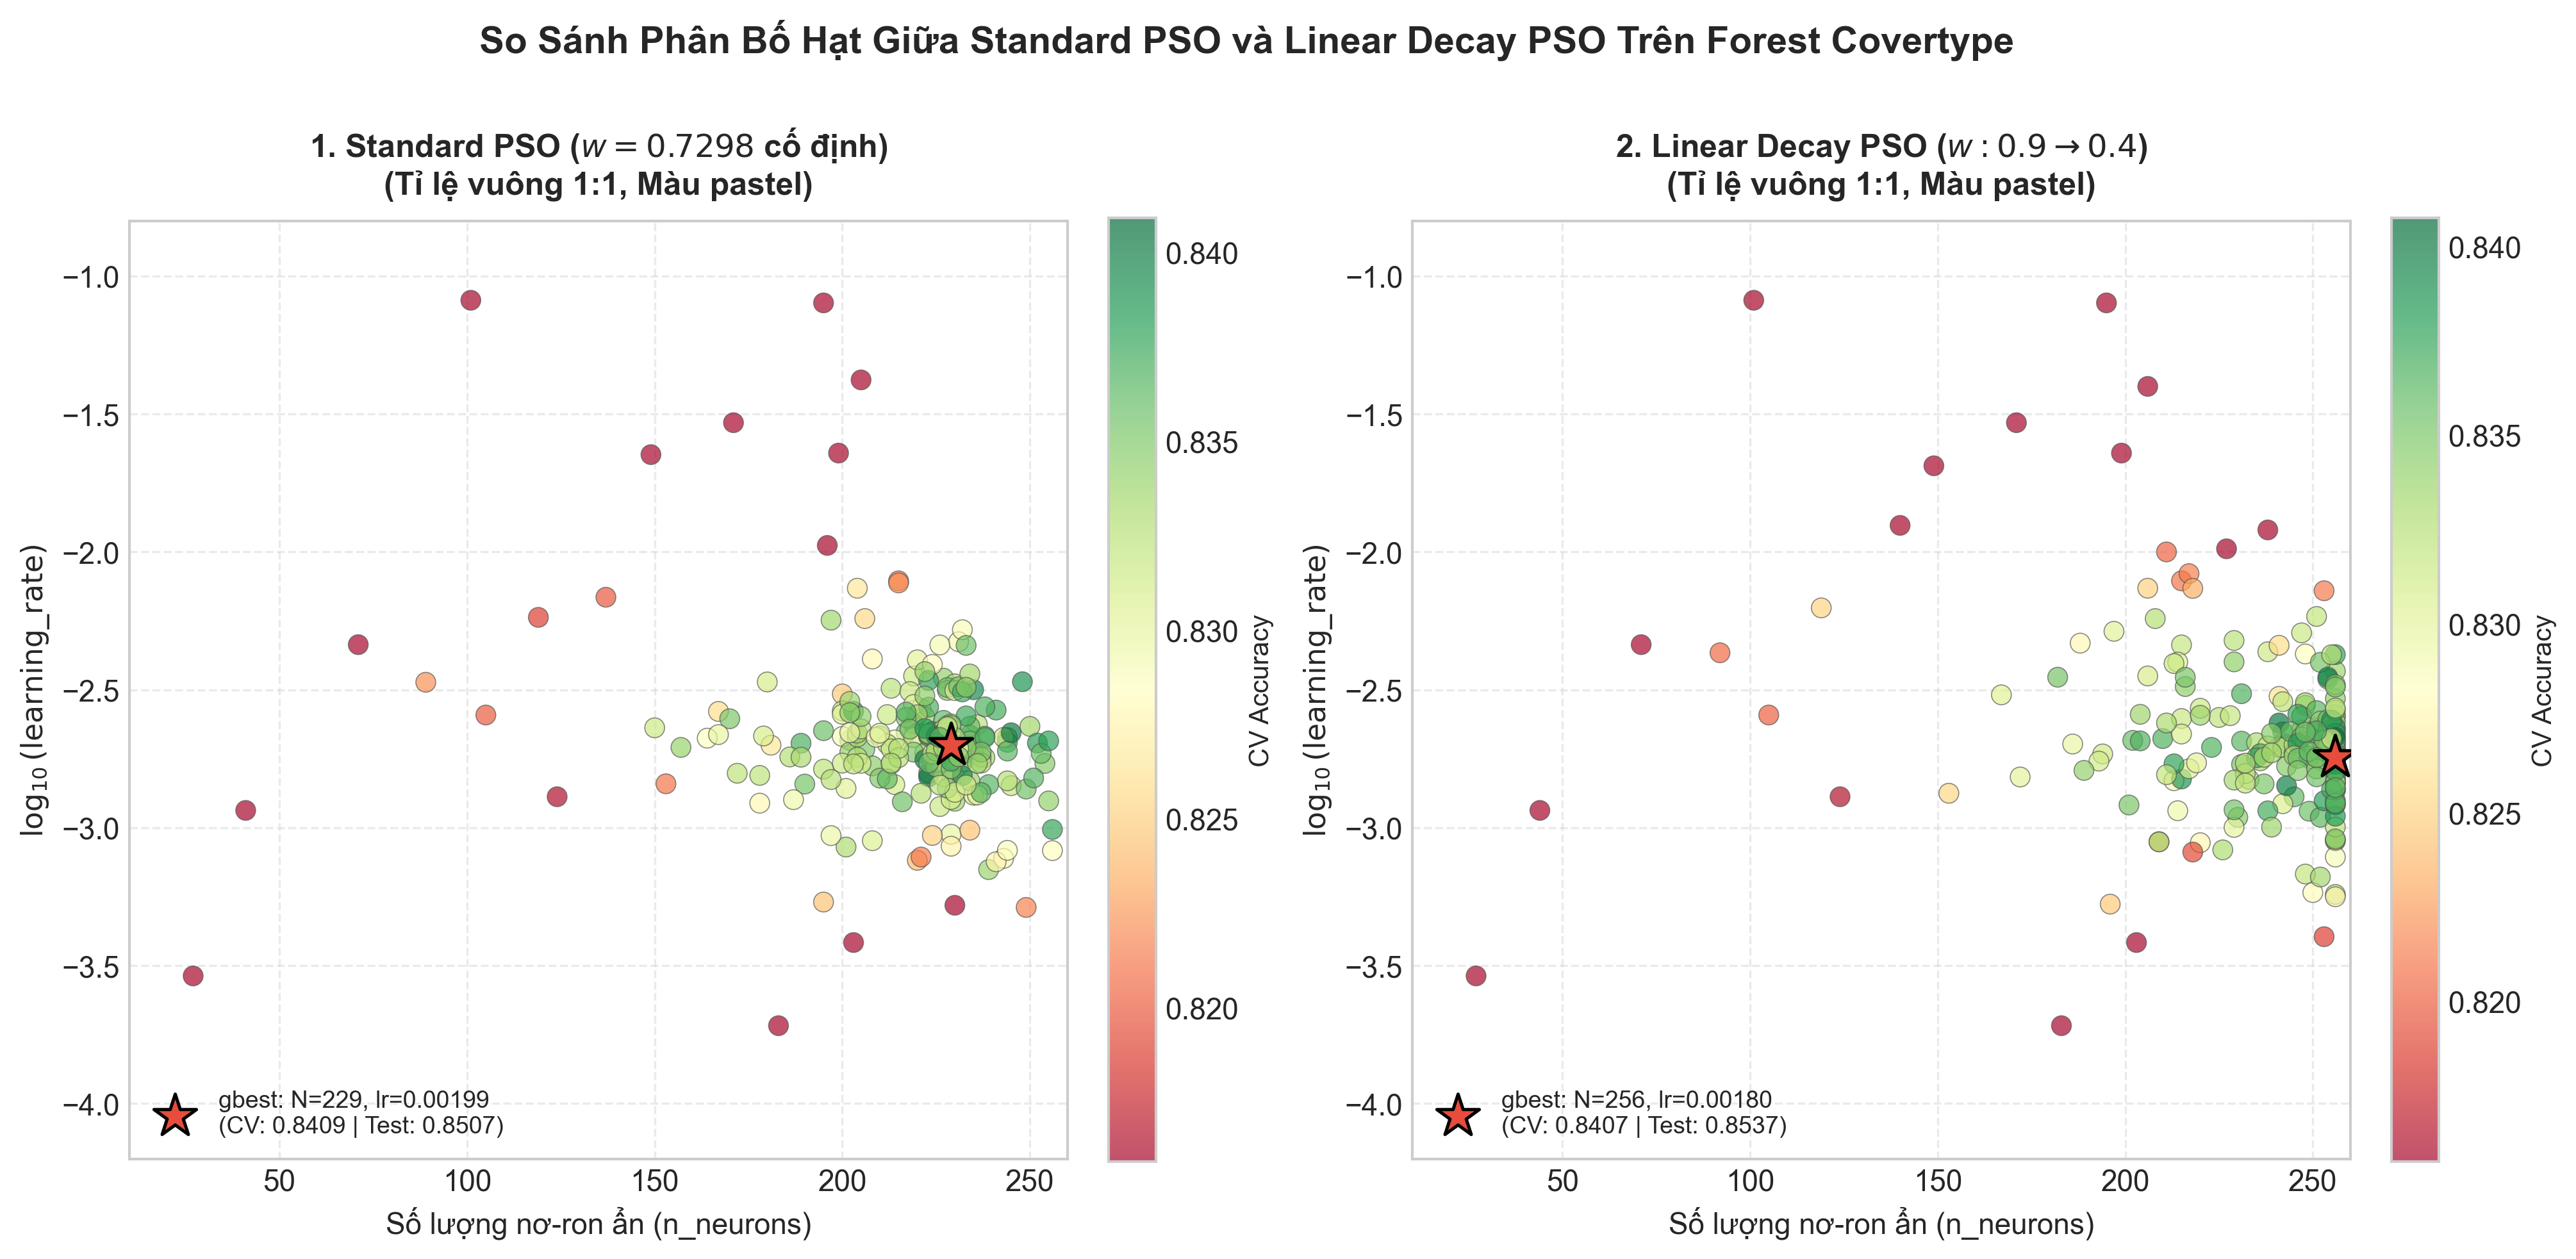 So Sánh Phân Bố Hạt Giữa Standard PSO và Linear Decay PSO Trên Forest Covertype
1. Standard PSO (w = 0.7298 cố định)
(Tỉ lệ vuông 1:1, Màu pastel)
−1.0
−1.5
−2.0
−2.5
−3.0
−3.5
−4.0
log₁₀(learning_rate)
50
100
150
200
250
Số lượng nơ-ron ẩn (n_neurons)
gbest: N=229, lr=0.00199
(CV: 0.8409 | Test: 0.8507)
0.840
0.835
0.830
0.825
0.820
CV Accuracy
2. Linear Decay PSO (w : 0.9 → 0.4)
(Tỉ lệ vuông 1:1, Màu pastel)
−1.0
−1.5
−2.0
−2.5
−3.0
−3.5
−4.0
log₁₀(learning_rate)
50
100
150
200
250
Số lượng nơ-ron ẩn (n_neurons)
gbest: N=256, lr=0.00180
(CV: 0.8407 | Test: 0.8537)
0.840
0.835
0.830
0.825
0.820
CV Accuracy